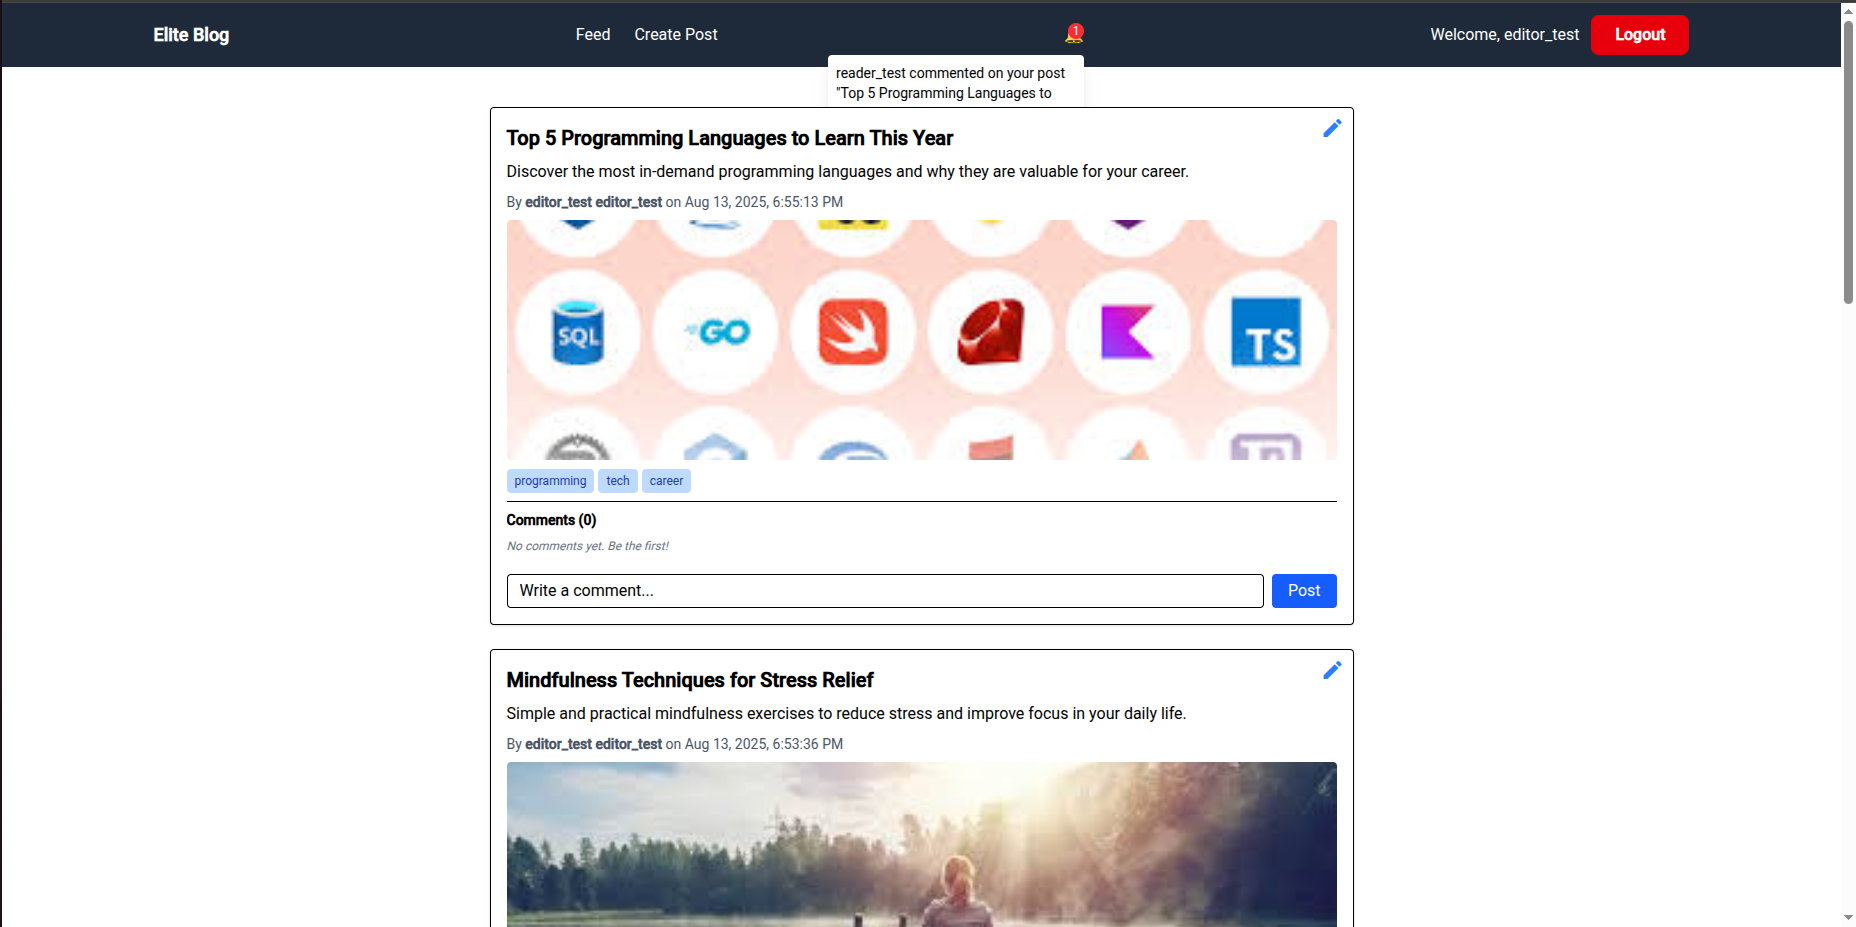 Elite Blog
Feed
Create Post
1
Welcome, editor_test
Logout
reader_test commented on your post
"Top 5 Programming Languages to
Top 5 Programming Languages to Learn This Year
Discover the most in-demand programming languages and why they are valuable for your career.
By editor_test editor_test on Aug 13, 2025, 6:55:13 PM
SQL
GO
TS
programming
tech
career
Comments (0)
No comments yet. Be the first!
Write a comment...
Post
Mindfulness Techniques for Stress Relief
Simple and practical mindfulness exercises to reduce stress and improve focus in your daily life.
By editor_test editor_test on Aug 13, 2025, 6:53:36 PM